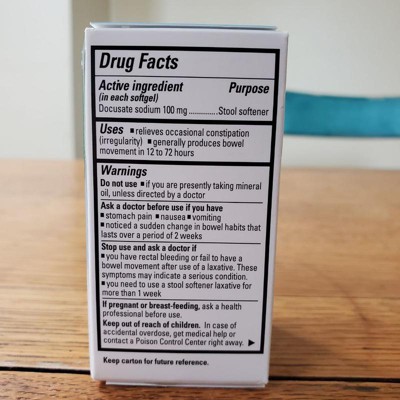 Drug Facts
Active ingredient Purpose
(in each softgel)
Docusate sodium 100 mg..............Stool softener
Uses ■ relieves occasional constipation
(irregularity) ■ generally produces bowel
movement in 12 to 72 hours
Warnings
Do not use ■ if you are presently taking mineral
oil, unless directed by a doctor
Ask a doctor before use if you have
■ stomach pain ■ nausea ■ vomiting
■ noticed a sudden change in bowel habits that
lasts over a period of 2 weeks
Stop use and ask a doctor if
■ you have rectal bleeding or fail to have a
bowel movement after use of a laxative. These
symptoms may indicate a serious condition.
■ you need to use a stool softener laxative for
more than 1 week
If pregnant or breast-feeding, ask a health
professional before use.
Keep out of reach of children. In case of
accidental overdose, get medical help or
contact a Poison Control Center right away. ▶
Keep carton for future reference.